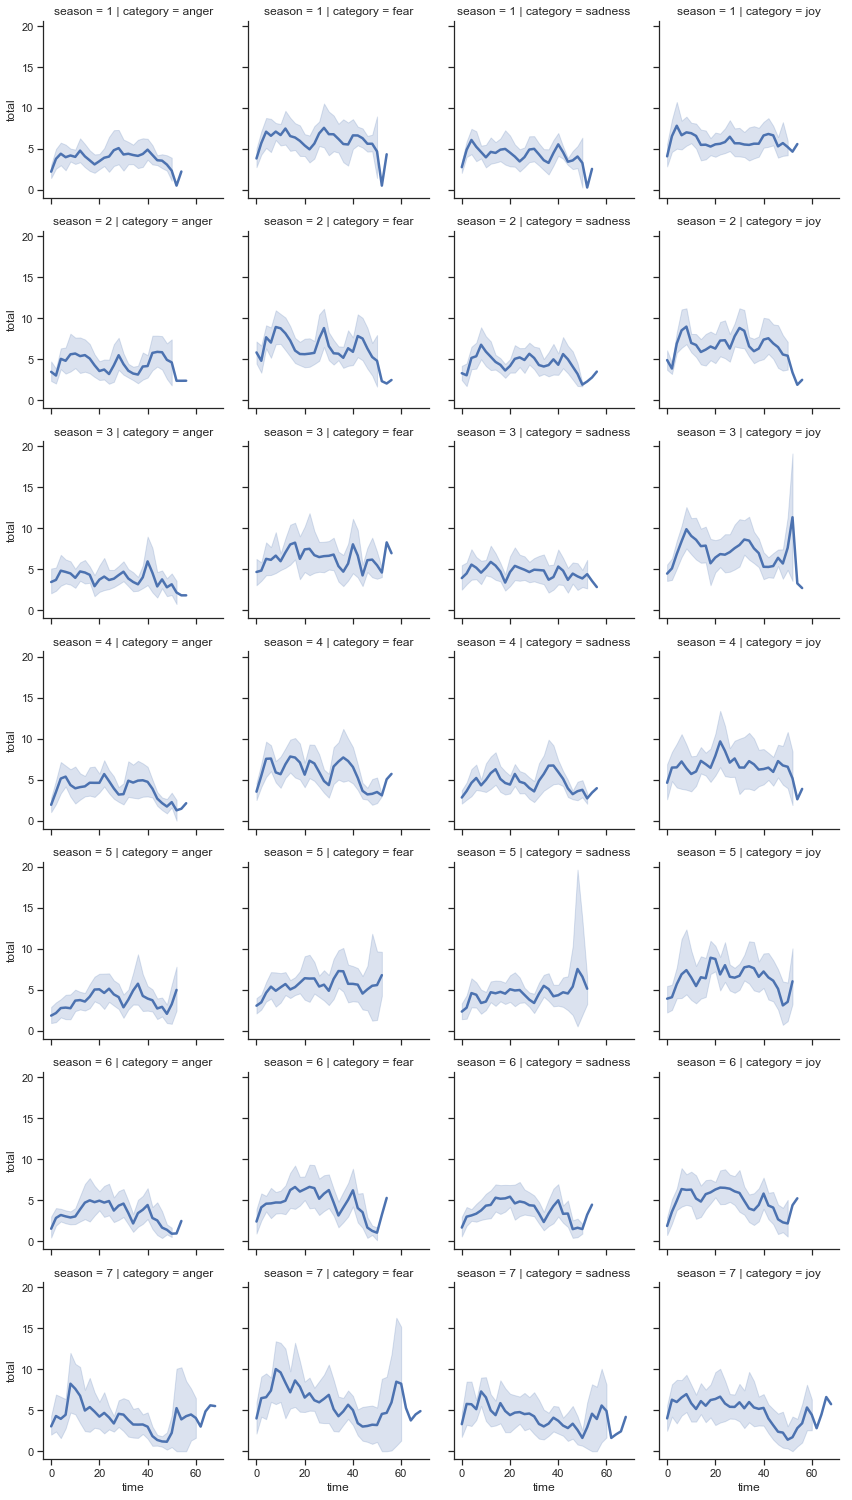 season = 1 | category = anger
season = 1 | category = fear
season = 1 | category = sadness
season = 1 | category = joy
20
15
10
5
0
total
season = 2 | category = anger
season = 2 | category = fear
season = 2 | category = sadness
season = 2 | category = joy
20
15
10
5
0
total
season = 3 | category = anger
season = 3 | category = fear
season = 3 | category = sadness
season = 3 | category = joy
20
15
10
5
0
total
season = 4 | category = anger
season = 4 | category = fear
season = 4 | category = sadness
season = 4 | category = joy
20
15
10
5
0
total
season = 5 | category = anger
season = 5 | category = fear
season = 5 | category = sadness
season = 5 | category = joy
20
15
10
5
0
total
season = 6 | category = anger
season = 6 | category = fear
season = 6 | category = sadness
season = 6 | category = joy
20
15
10
5
0
total
season = 7 | category = anger
season = 7 | category = fear
season = 7 | category = sadness
season = 7 | category = joy
20
15
10
5
0
total
0 20 40 60
0 20 40 60
0 20 40 60
0 20 40 60
time
time
time
time